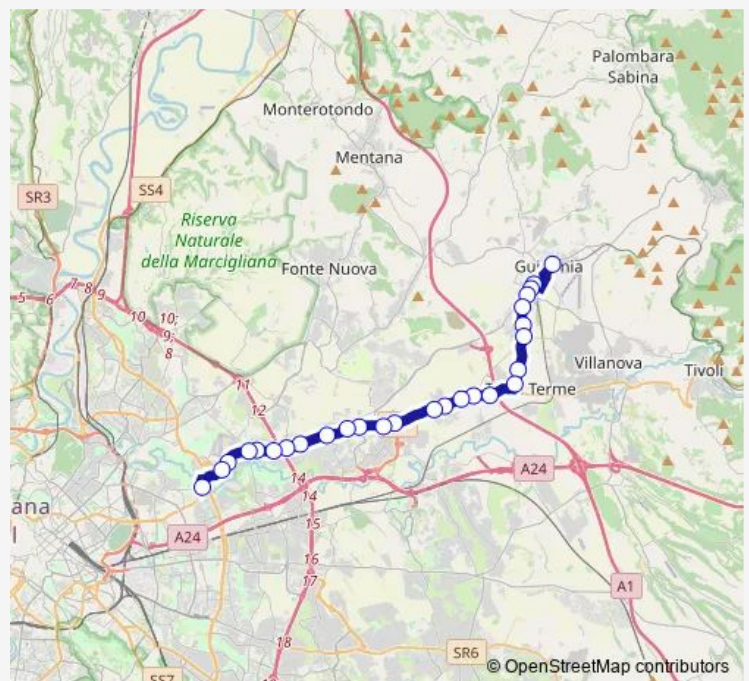 Palombara
Sabina
Monterotondo
Mentana
SR3
SS4
Riserva
Naturale
della Marcigliana
Fonte Nuova
5
6
7
8
9
10
10;
9;
8
11
12
Villanova
Tivoli
Terme
14
14
A24
A24
15
16
17
A1
18
SR6
SS7
© OpenStreetMap contributors